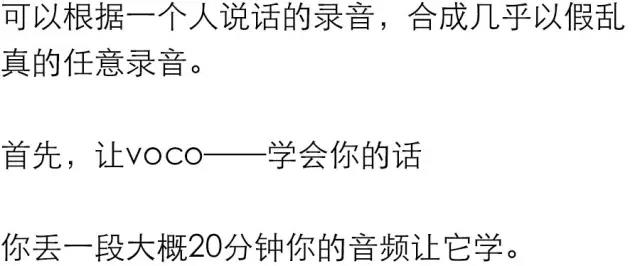 可以根据一个人说话的录音，合成几乎以假乱
真的任意录音。
首先，让voco——学会你的话
你丢一段大概20分钟你的音频让它学。